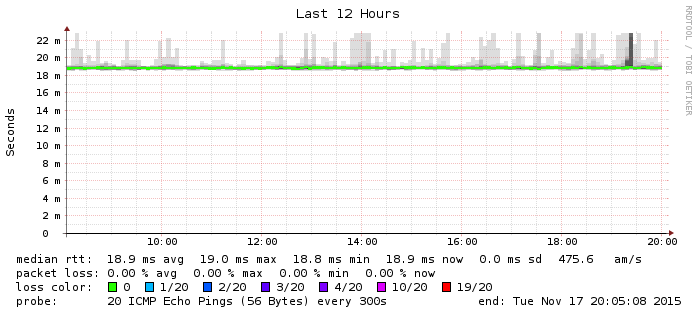 Last 12 Hours
RRDTOOL / TOBI OETIKER
Seconds
22 m
20 m
18 m
16 m
14 m
12 m
10 m
8 m
6 m
4 m
2 m
0
10:00 12:00 14:00 16:00 18:00 20:00
median rtt: 18.9 ms avg 19.0 ms max 18.8 ms min 18.9 ms now 0.0 ms sd 475.6 am/s
packet loss: 0.00 % avg 0.00 % max 0.00 % min 0.00 % now
loss color: 0 1/20 2/20 3/20 4/20 10/20 19/20
probe: 20 ICMP Echo Pings (56 Bytes) every 300s end: Tue Nov 17 20:05:08 2015